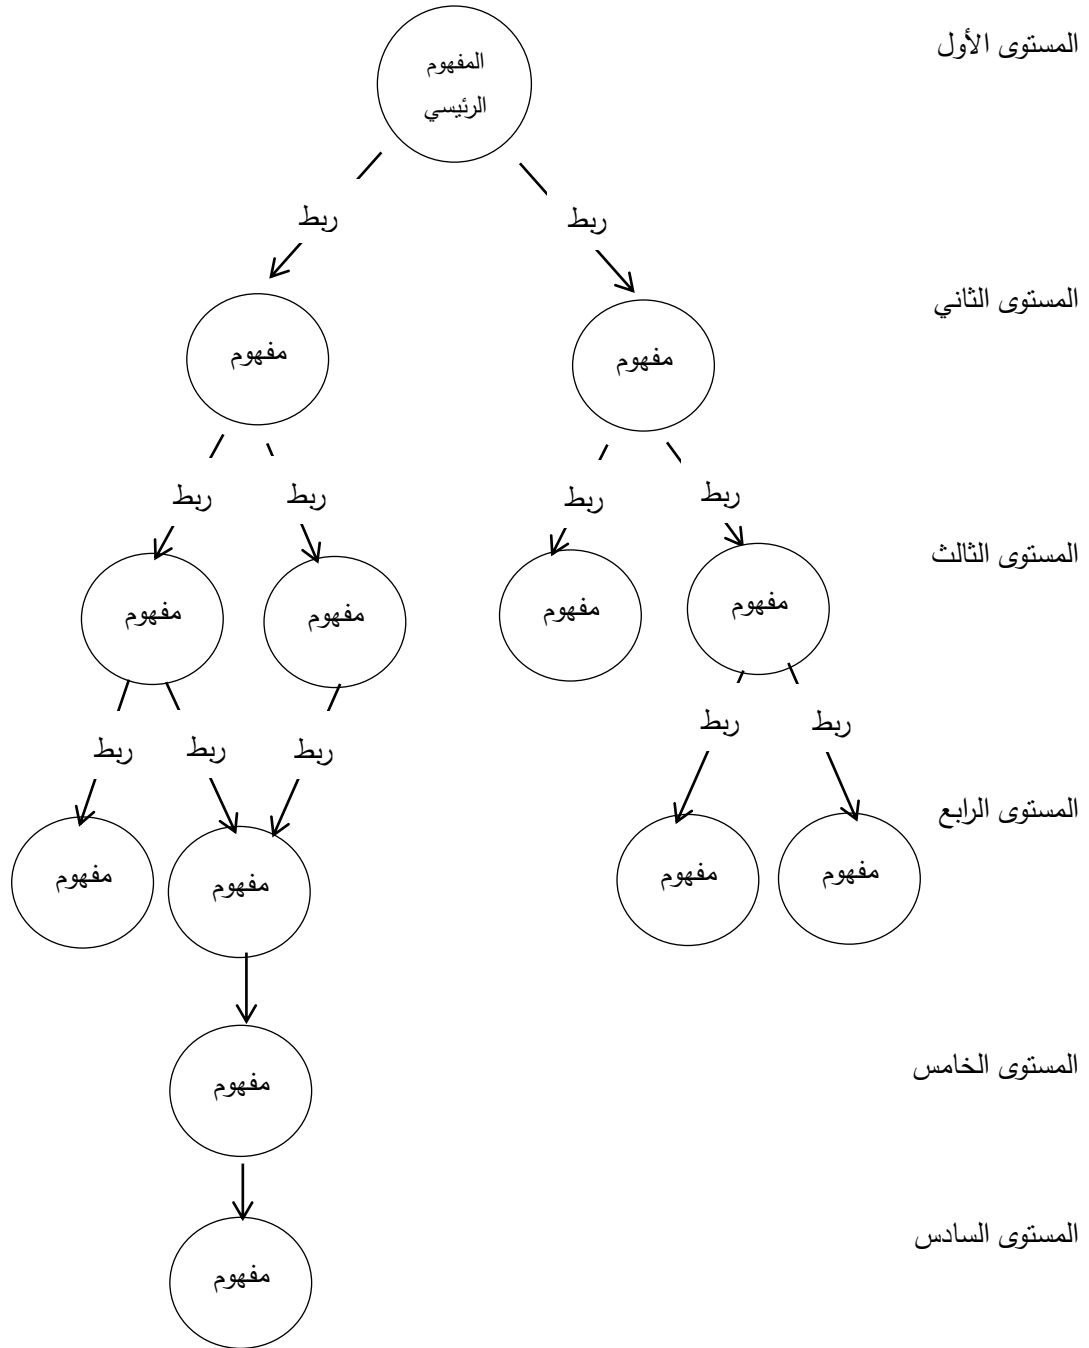 المستوى الأول
المفهوم
الرئيسي
ربط
ربط
المستوى الثاني
مفهوم
مفهوم
ربط
ربط
ربط
ربط
المستوى الثالث
مفهوم
مفهوم
مفهوم
مفهوم
ربط
ربط
ربط
ربط
ربط
المستوى الرابع
مفهوم
مفهوم
مفهوم
مفهوم
المستوى الخامس
مفهوم
المستوى السادس
مفهوم